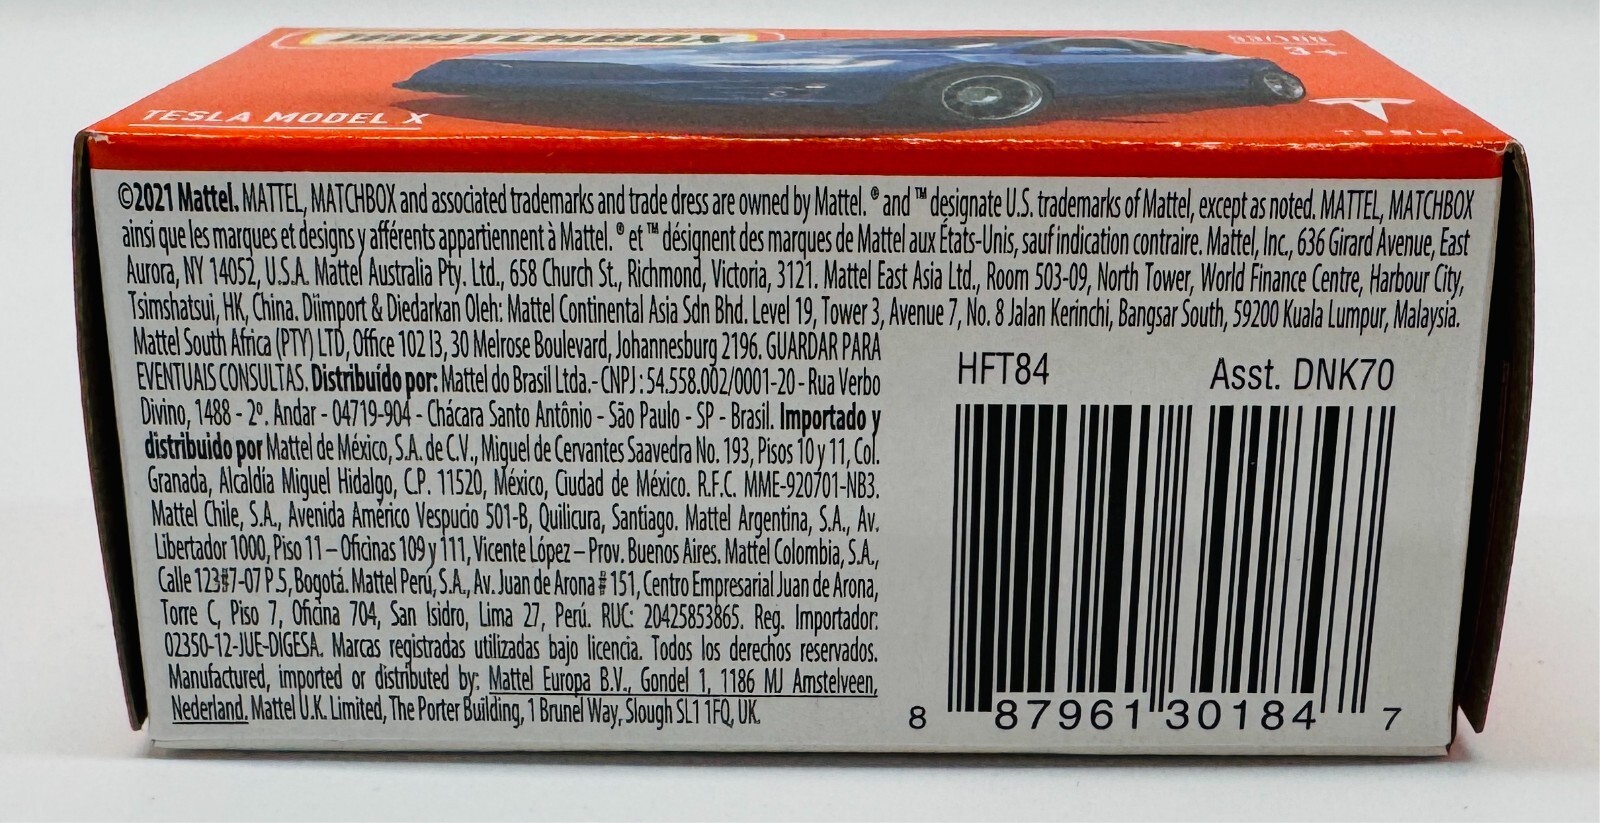 MATCHBOX
3+
TESLA MODEL X
TESLA
©2021 Mattel. MATTEL, MATCHBOX and associated trademarks and trade dress are owned by Mattel. ® and ™ designate U.S. trademarks of Mattel, except as noted. MATTEL, MATCHBOX
ainsi que les marques et designs y afférents appartiennent à Mattel. ® et ™ désignent des marques de Mattel aux États-Unis, sauf indication contraire. Mattel, Inc., 636 Girard Avenue, East
Aurora, NY 14052, U.S.A. Mattel Australia Pty. Ltd., 658 Church St., Richmond, Victoria, 3121. Mattel East Asia Ltd., Room 503-09, North Tower, World Finance Centre, Harbour City,
Tsimshatsui, HK, China. Diimport & Diedarkan Oleh: Mattel Continental Asia Sdn Bhd. Level 19, Tower 3, Avenue 7, No. 8 Jalan Kerinchi, Bangsar South, 59200 Kuala Lumpur, Malaysia.
Mattel South Africa (PTY) LTD, Office 102 I3, 30 Melrose Boulevard, Johannesburg 2196. GUARDAR PARA
EVENTUAIS CONSULTAS. Distribuído por: Mattel do Brasil Ltda.- CNPJ : 54.558.002/0001-20 - Rua Verbo
Divino, 1488 - 2º. Andar - 04719-904 - Chácara Santo Antônio - São Paulo - SP - Brasil. Importado y
distribuido por Mattel de México, S.A. de C.V., Miguel de Cervantes Saavedra No. 193, Pisos 10 y 11, Col.
Granada, Alcaldía Miguel Hidalgo, C.P. 11520, México, Ciudad de México. R.F.C. MME-920701-NB3.
Mattel Chile, S.A., Avenida Américo Vespucio 501-B, Quilicura, Santiago. Mattel Argentina, S.A., Av.
Libertador 1000, Piso 11 – Oficinas 109 y 111, Vicente López – Prov. Buenos Aires. Mattel Colombia, S.A.,
Calle 123#7-07 P.5, Bogotá. Mattel Perú, S.A., Av. Juan de Arona # 151, Centro Empresarial Juan de Arona,
Torre C, Piso 7, Oficina 704, San Isidro, Lima 27, Perú. RUC: 20425853865. Reg. Importador:
02350-12-JUE-DIGESA. Marcas registradas utilizadas bajo licencia. Todos los derechos reservados.
Manufactured, imported or distributed by: Mattel Europa B.V., Gondel 1, 1186 MJ Amstelveen,
Nederland. Mattel U.K. Limited, The Porter Building, 1 Brunel Way, Slough SL1 1FQ, UK.
HFT84 Asst. DNK70
8 87961 30184 7